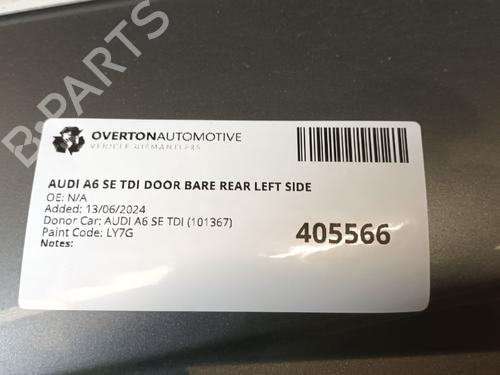 B-PARTS
OVERTONAUTOMOTIVE
VEHICLE DISMANTLERS
AUDI A6 SE TDI DOOR BARE REAR LEFT SIDE
OE: N/A
Added: 13/06/2024
Donor Car: AUDI A6 SE TDI (101367)
Paint Code: LY7G
Notes:
405566